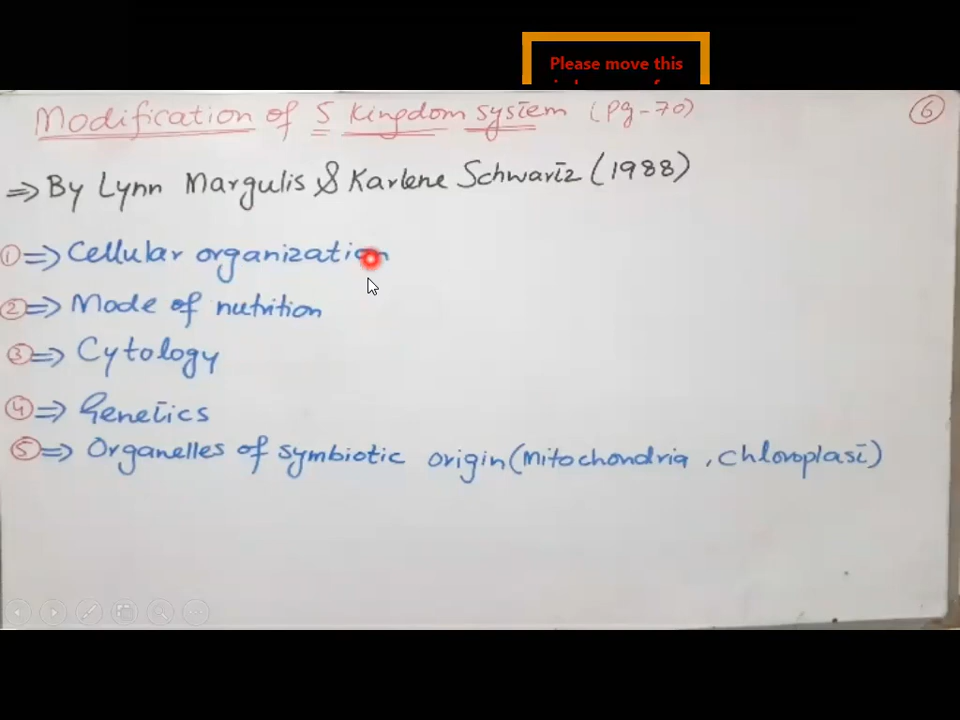 Please move this
Modification of 5 Kingdom system (Pg-70)
6
⇒ By Lynn Margulis & Karlene Schwartz (1988)
① ⇒ Cellular organization
② ⇒ Mode of nutrition
③ ⇒ Cytology
④ ⇒ Genetics
⑤ ⇒ Organelles of symbiotic origin (Mitochondria, Chloroplast)